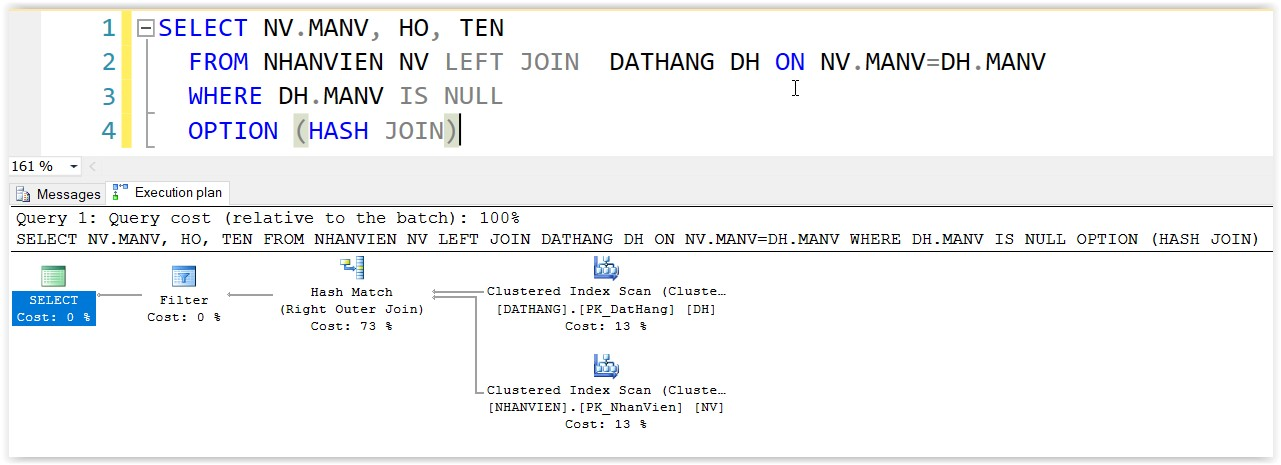 1 SELECT NV.MANV, HO, TEN
2 FROM NHANVIEN NV LEFT JOIN DATHANG DH ON NV.MANV=DH.MANV
3 WHERE DH.MANV IS NULL
4 OPTION (HASH JOIN)
161 %
Messages Execution plan
Query 1: Query cost (relative to the batch): 100%
SELECT NV.MANV, HO, TEN FROM NHANVIEN NV LEFT JOIN DATHANG DH ON NV.MANV=DH.MANV WHERE DH.MANV IS NULL OPTION (HASH JOIN)
SELECT
Cost: 0 %
Filter
Cost: 0 %
Hash Match
(Right Outer Join)
Cost: 73 %
Clustered Index Scan (Cluste…
[DATHANG].[PK_DatHang] [DH]
Cost: 13 %
Clustered Index Scan (Cluste…
[NHANVIEN].[PK_NhanVien] [NV]
Cost: 13 %